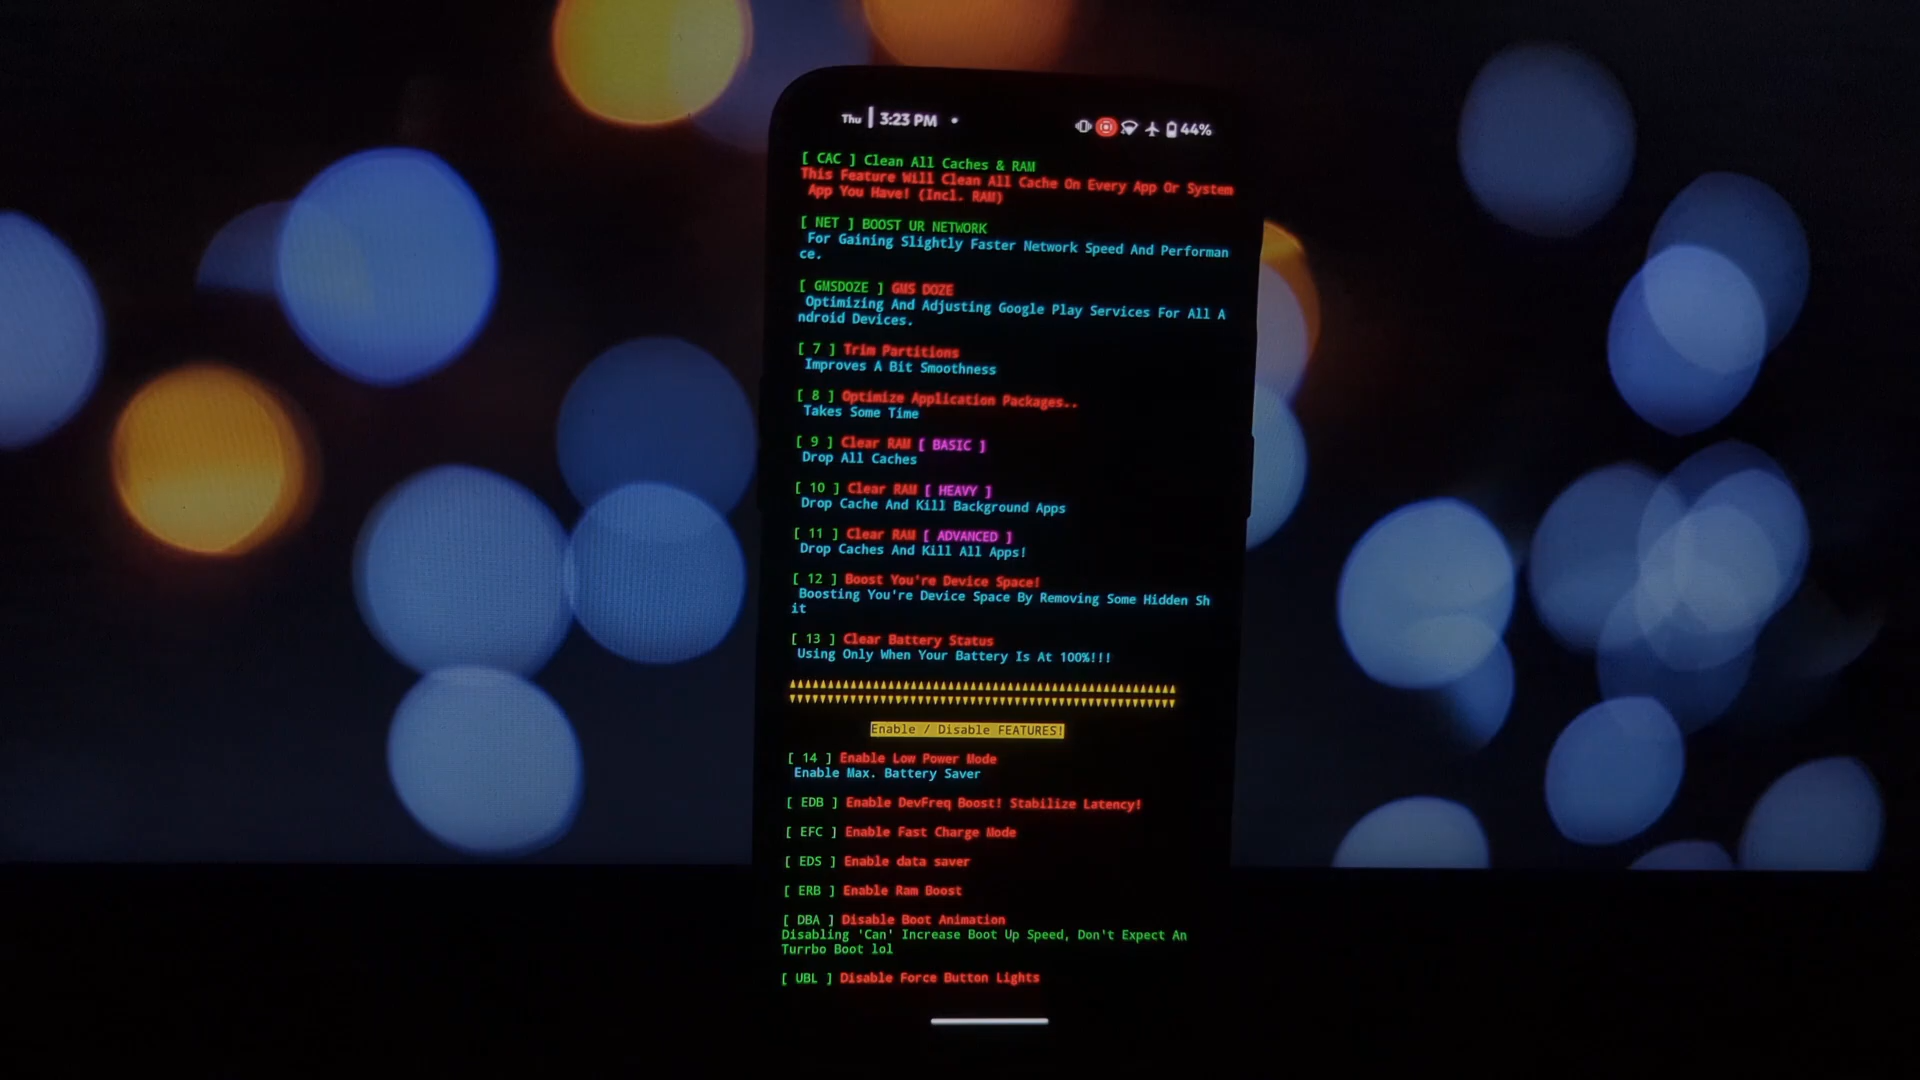 Thu | 3:23 PM • 44%
[ CAC ] Clean All Caches & RAM
This Feature Will Clean All Cache On Every App Or System
App You Have! (Incl. RAM)
[ NET ] BOOST UR NETWORK
For Gaining Slightly Faster Network Speed And Performan
ce.
[ GMSDOZE ] GMS DOZE
Optimizing And Adjusting Google Play Services For All A
ndroid Devices.
[ 7 ] Trim Partitions
Improves A Bit Smoothness
[ 8 ] Optimize Application Packages..
Takes Some Time
[ 9 ] Clear RAM [ BASIC ]
Drop All Caches
[ 10 ] Clear RAM [ HEAVY ]
Drop Cache And Kill Background Apps
[ 11 ] Clear RAM [ ADVANCED ]
Drop Caches And Kill All Apps!
[ 12 ] Boost You're Device Space!
Boosting You're Device Space By Removing Some Hidden Sh
it
[ 13 ] Clear Battery Status
Using Only When Your Battery Is At 100%!!!
Enable / Disable FEATURES!
[ 14 ] Enable Low Power Mode
Enable Max. Battery Saver
[ EDB ] Enable DevFreq Boost! Stabilize Latency!
[ EFC ] Enable Fast Charge Mode
[ EDS ] Enable data saver
[ ERB ] Enable Ram Boost
[ DBA ] Disable Boot Animation
Disabling 'Can' Increase Boot Up Speed, Don't Expect An
Turrbo Boot lol
[ UBL ] Disable Force Button Lights